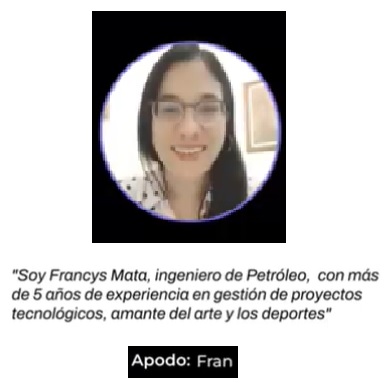 "Soy Francys Mata, ingeniero de Petróleo, con más
de 5 años de experiencia en gestión de proyectos
tecnológicos, amante del arte y los deportes"
Apodo: Fran